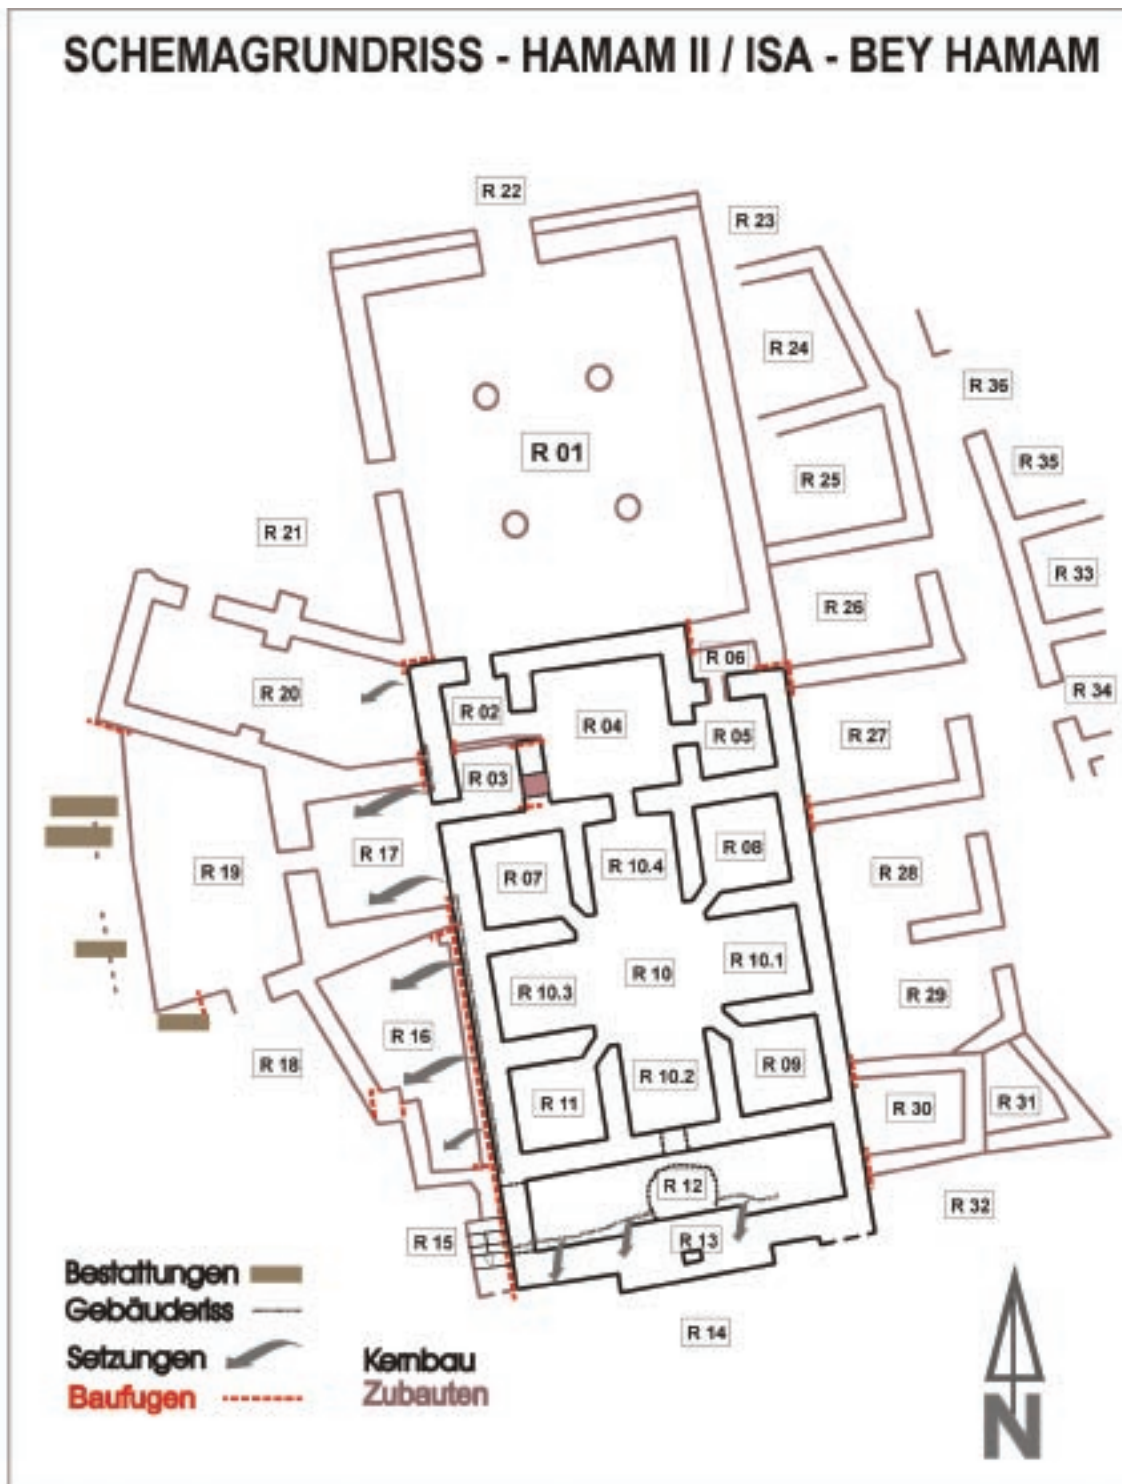 SCHEMAGRUNDRISS - HAMAM II / ISA - BEY HAMAM
R 22
R 23
R 24
R 36
R 01
R 35
R 25
R 21
R 33
R 26
R 06
R 20
R 02
R 04
R 05
R 34
R 27
R 03
R 17
R 19
R 07
R 10.4
R 08
R 28
R 10.3
R 10
R 10.1
R 29
R 16
R 18
R 11
R 10.2
R 09
R 30
R 31
R 12
R 32
R 15
R 13
R 14
Bestattungen
Gebäuderiss
Setzungen
Baufugen
Kernbau
Zubauten
N